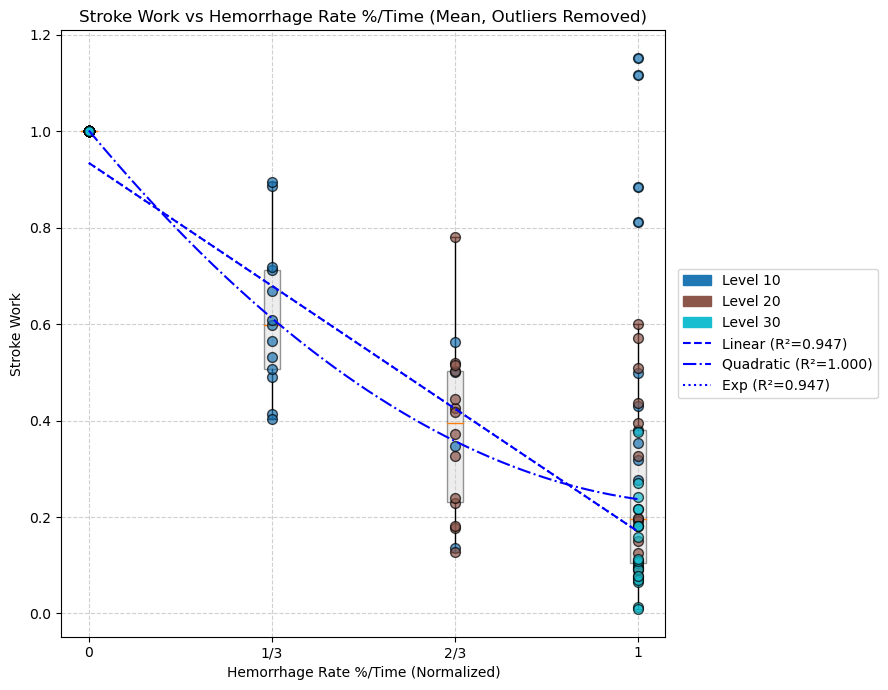 Stroke Work vs Hemorrhage Rate %/Time (Mean, Outliers Removed)
1.2
1.0
0.8
0.6
0.4
0.2
0.0
Stroke Work
0
1/3
2/3
1
Hemorrhage Rate %/Time (Normalized)
Level 10
Level 20
Level 30
Linear (R²=0.947)
Quadratic (R²=1.000)
Exp (R²=0.947)